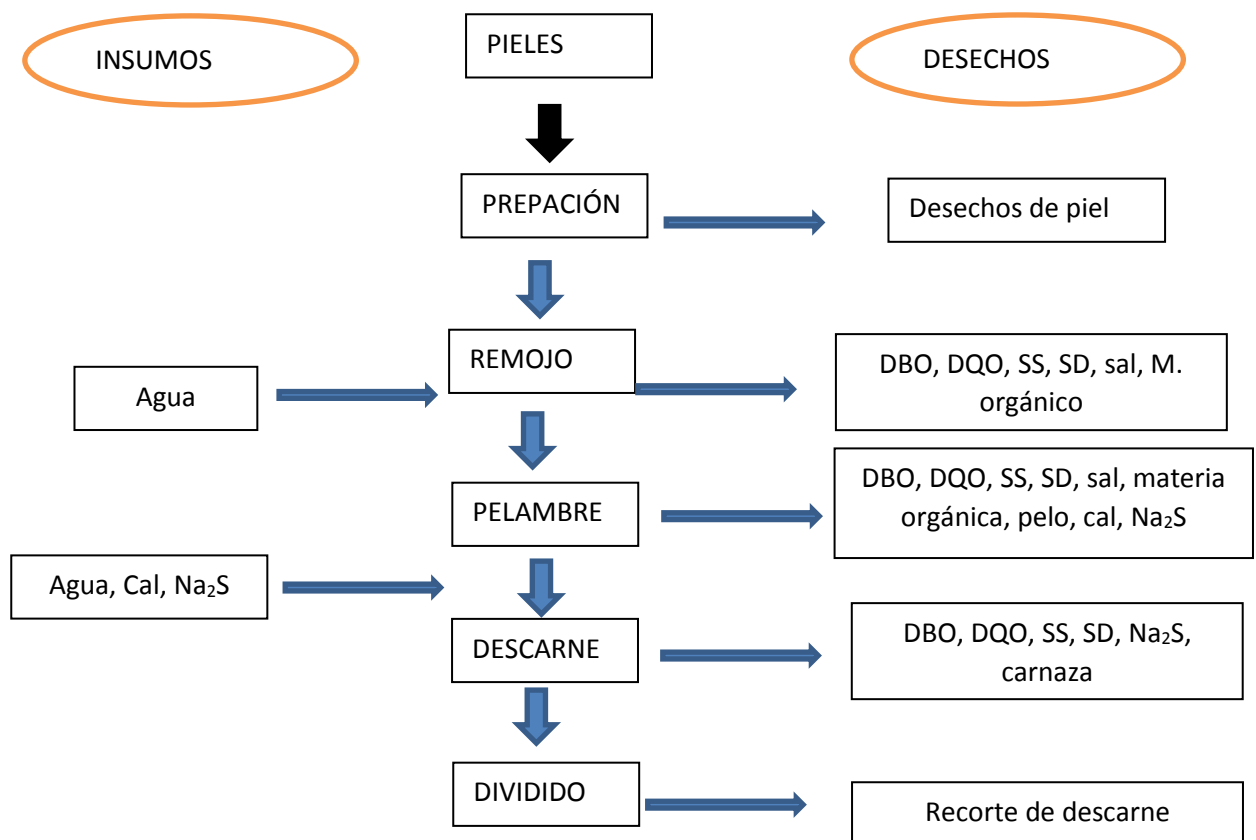 INSUMOS
PIELES
DESECHOS
PREPACIÓN
Desechos de piel
REMOJO
Agua
DBO, DQO, SS, SD, sal, M.
orgánico
PELAMBRE
DBO, DQO, SS, SD, sal, materia
orgánica, pelo, cal, Na₂S
Agua, Cal, Na₂S
DESCARNE
DBO, DQO, SS, SD, Na₂S,
carnaza
DIVIDIDO
Recorte de descarne